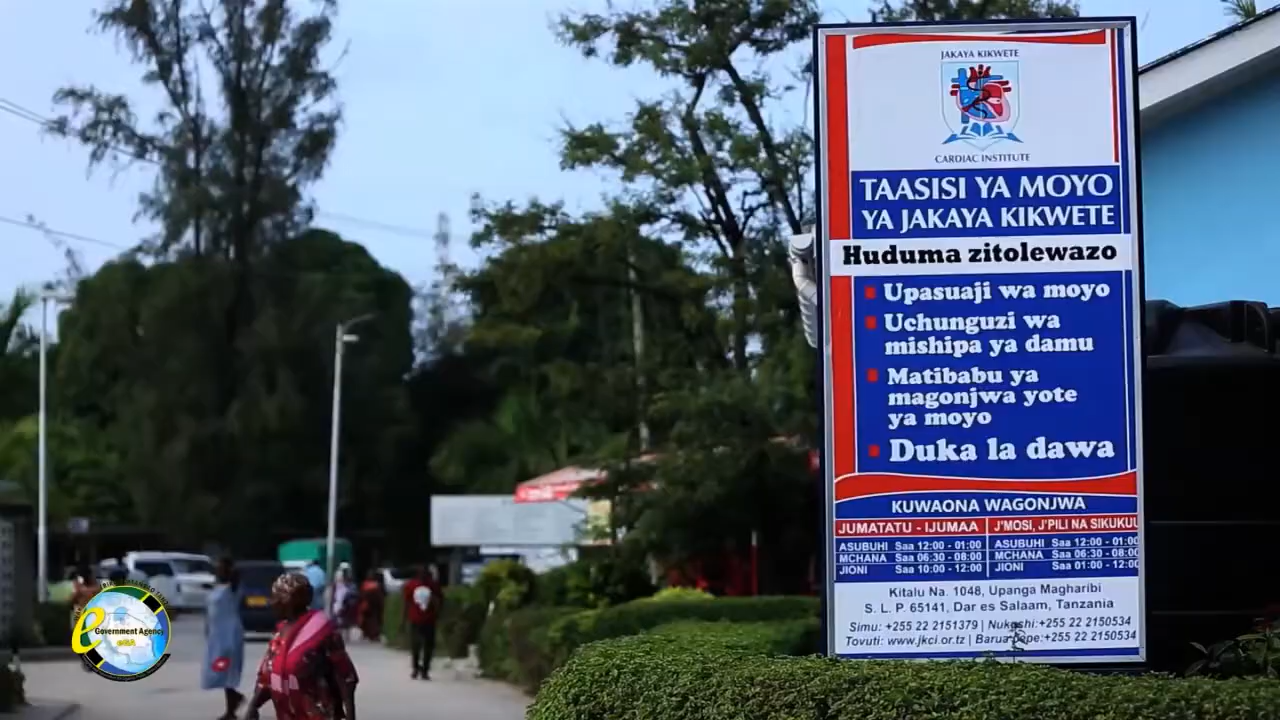 JAKAYA KIKWETE
CARDIAC INSTITUTE
TAASISI YA MOYO
YA JAKAYA KIKWETE
Huduma zitolewazo
Upasuaji wa moyo
Uchunguzi wa
mishipa ya damu
Matibabu ya
magonjwa yote
ya moyo
Duka la dawa
KUWAONA WAGONJWA
JUMATATU - IJUMAA J'MOSI, J'PILI NA SIKUKUU
ASUBUHI Saa 12:00 - 01:00 ASUBUHI Saa 12:00 - 01:00
MCHANA Saa 06:30 - 08:00 MCHANA Saa 06:30 - 08:00
JIONI Saa 10:00 - 12:00 JIONI Saa 01:00 - 12:00
Kitalu Na. 1048, Upanga Magharibi
S. L. P. 65141, Dar es Salaam, Tanzania
Simu: +255 22 2151379 | Nukushi: +255 22 2150534
Tovuti: www.jkci.or.tz | Barua pepe: +255 22 2150534
e Government Agency
eGA